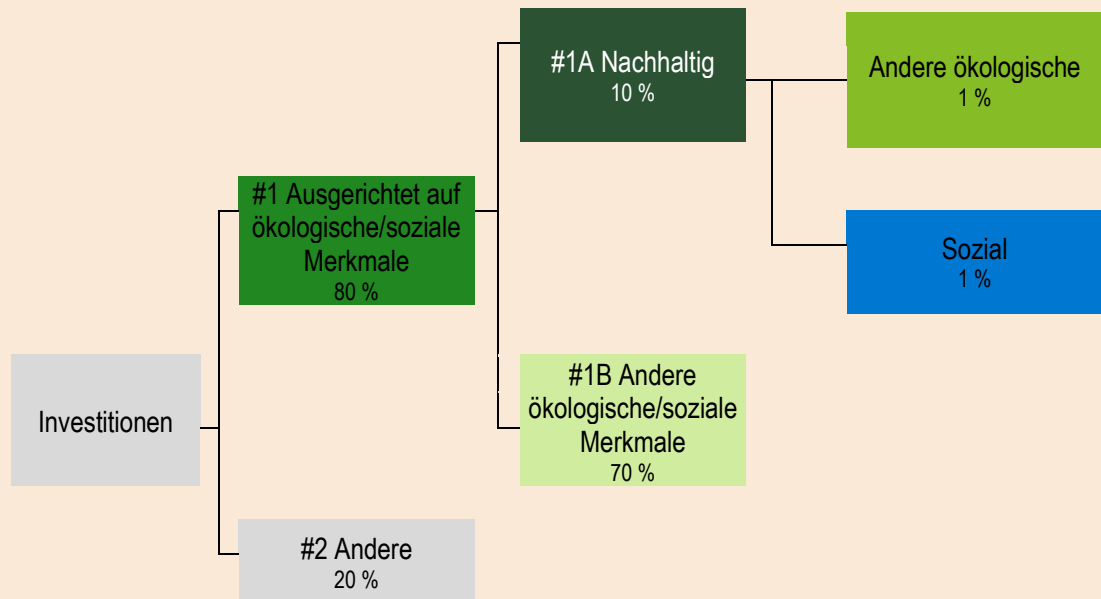 Investitionen
#1 Ausgerichtet auf
ökologische/soziale
Merkmale
80 %
#2 Andere
20 %
#1A Nachhaltig
10 %
#1B Andere
ökologische/soziale
Merkmale
70 %
Andere ökologische
1 %
Sozial
1 %